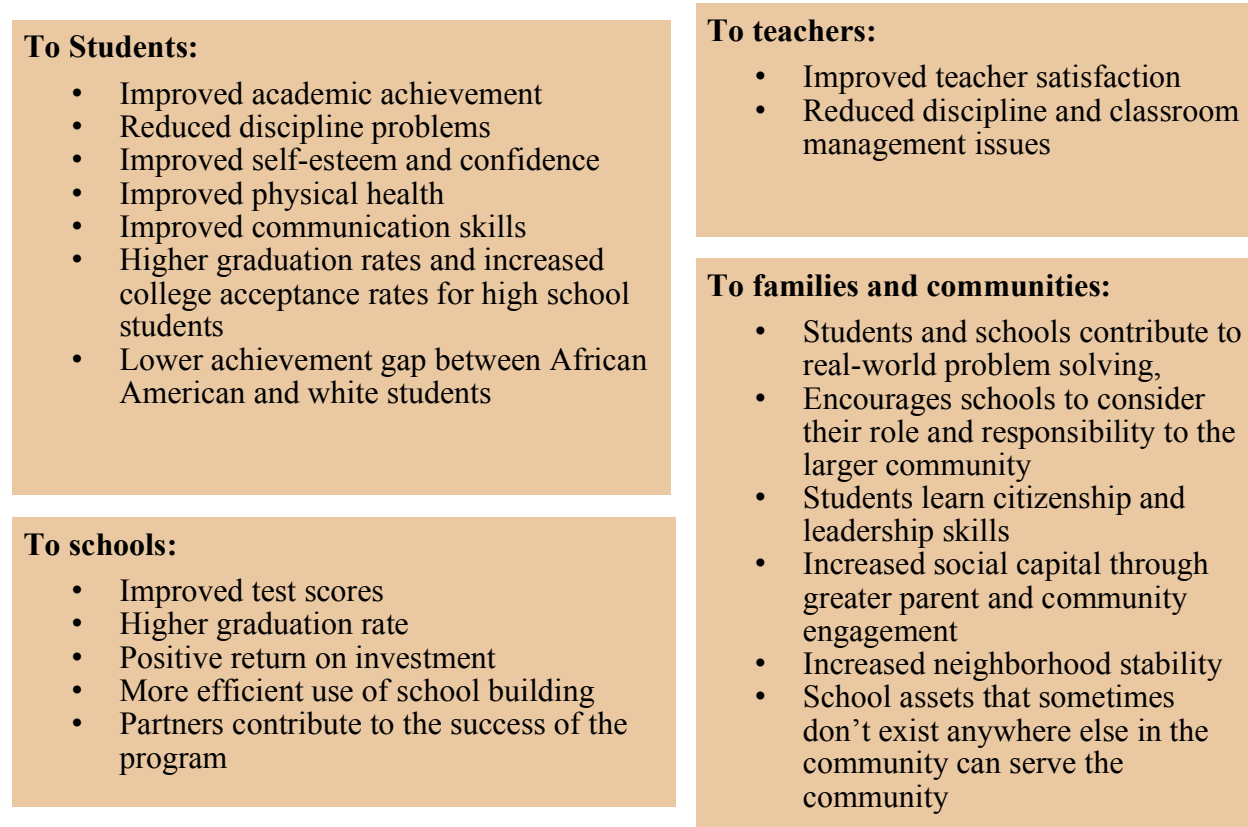 To Students:
• Improved academic achievement
• Reduced discipline problems
• Improved self-esteem and confidence
• Improved physical health
• Improved communication skills
• Higher graduation rates and increased
college acceptance rates for high school
students
• Lower achievement gap between African
American and white students
To schools:
• Improved test scores
• Higher graduation rate
• Positive return on investment
• More efficient use of school building
• Partners contribute to the success of the
program
To teachers:
• Improved teacher satisfaction
• Reduced discipline and classroom
management issues
To families and communities:
• Students and schools contribute to
real-world problem solving,
• Encourages schools to consider
their role and responsibility to the
larger community
• Students learn citizenship and
leadership skills
• Increased social capital through
greater parent and community
engagement
• Increased neighborhood stability
• School assets that sometimes
don’t exist anywhere else in the
community can serve the
community